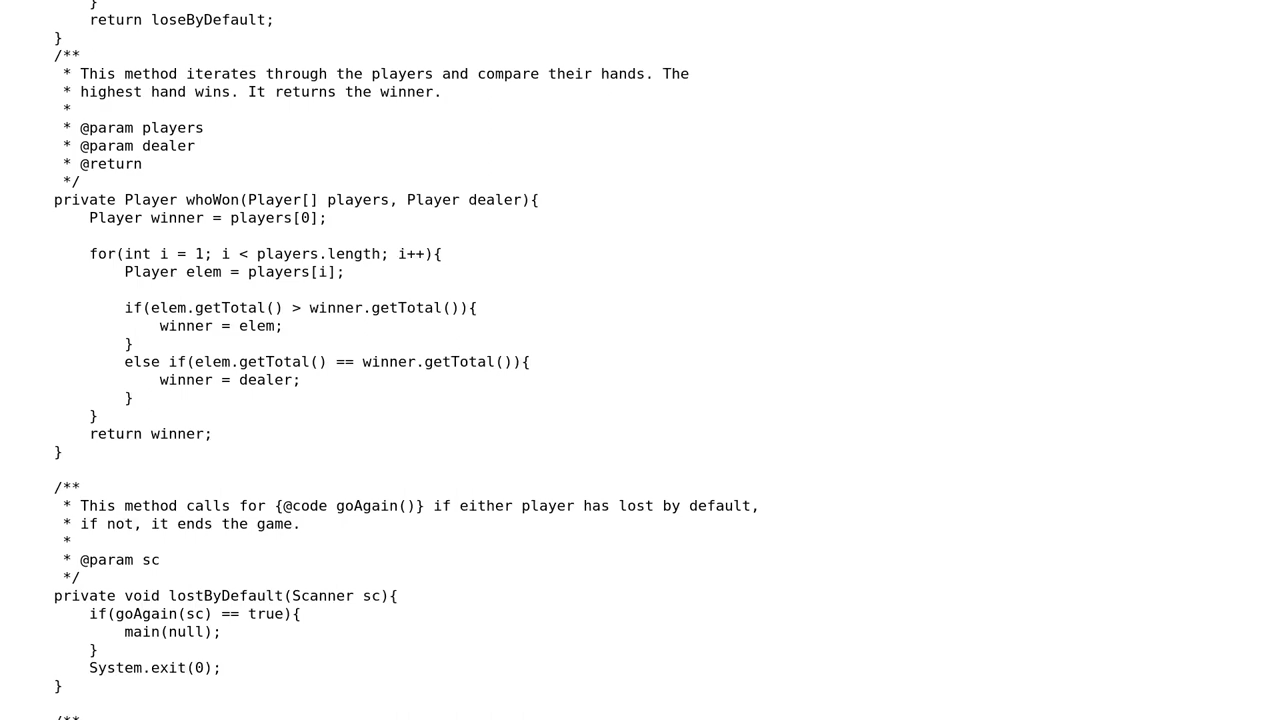 }
        return loseByDefault;
    }
    /**
     * This method iterates through the players and compare their hands. The
     * highest hand wins. It returns the winner.
     *
     * @param players
     * @param dealer
     * @return
     */
    private Player whoWon(Player[] players, Player dealer){
        Player winner = players[0];

        for(int i = 1; i < players.length; i++){
            Player elem = players[i];

            if(elem.getTotal() > winner.getTotal()){
                winner = elem;
            }
            else if(elem.getTotal() == winner.getTotal()){
                winner = dealer;
            }
        }
        return winner;
    }

    /**
     * This method calls for {@code goAgain()} if either player has lost by default,
     * if not, it ends the game.
     *
     * @param sc
     */
    private void lostByDefault(Scanner sc){
        if(goAgain(sc) == true){
            main(null);
        }
        System.exit(0);
    }

    /**